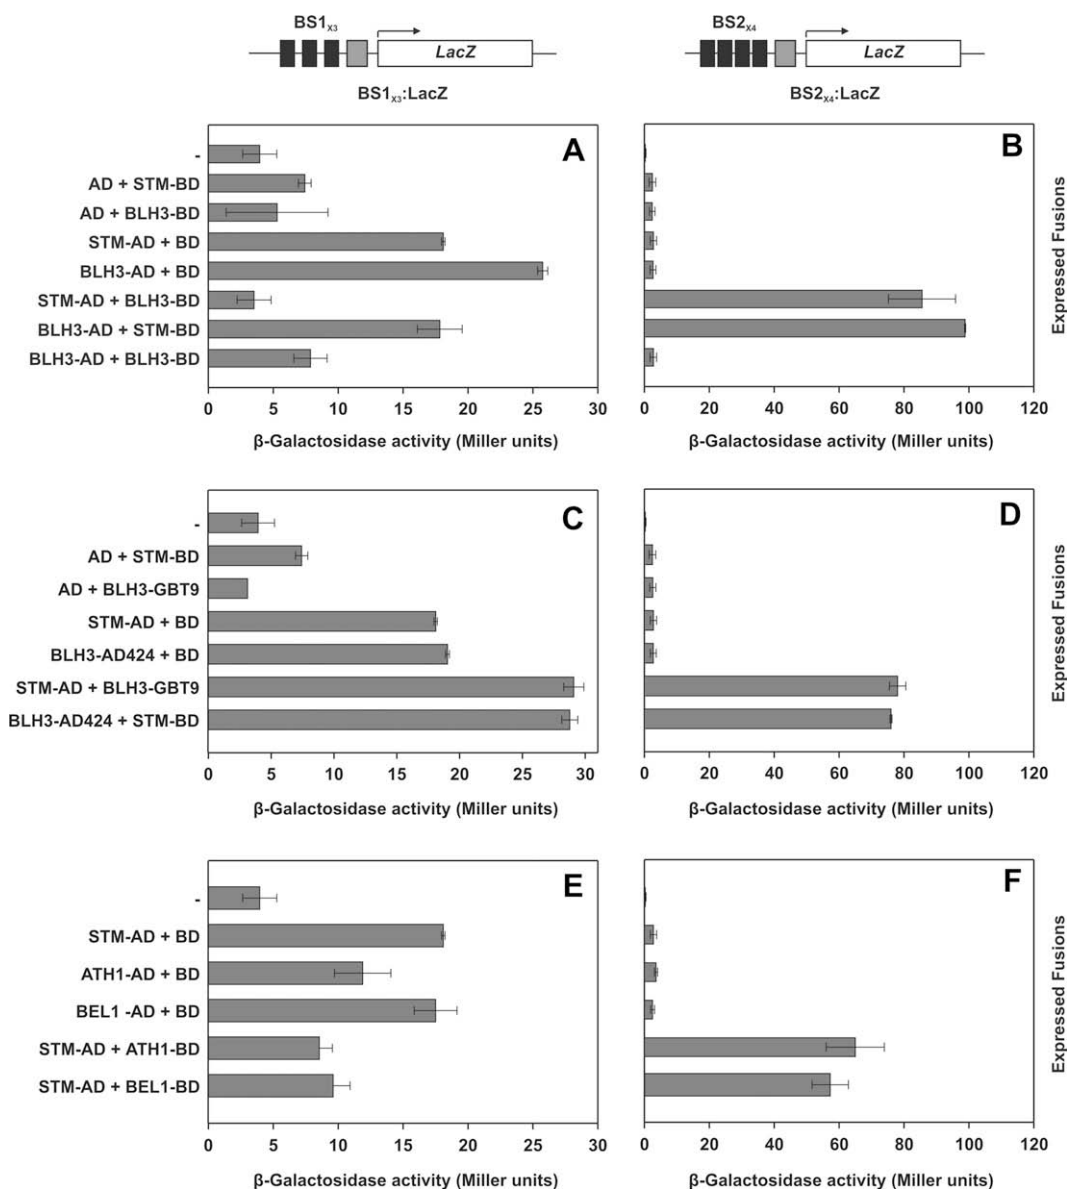 BS1X3
BS2X4
LacZ
LacZ
BS1X3:LacZ
BS2X4:LacZ
A
-
AD + STM-BD
AD + BLH3-BD
STM-AD + BD
BLH3-AD + BD
STM-AD + BLH3-BD
BLH3-AD + STM-BD
BLH3-AD + BLH3-BD
0 5 10 15 20 25 30
β-Galactosidase activity (Miller units)
B
Expressed Fusions
0 20 40 60 80 100 120
β-Galactosidase activity (Miller units)
C
-
AD + STM-BD
AD + BLH3-GBT9
STM-AD + BD
BLH3-AD424 + BD
STM-AD + BLH3-GBT9
BLH3-AD424 + STM-BD
0 5 10 15 20 25 30
β-Galactosidase activity (Miller units)
D
Expressed Fusions
0 20 40 60 80 100 120
β-Galactosidase activity (Miller units)
E
-
STM-AD + BD
ATH1-AD + BD
BEL1 -AD + BD
STM-AD + ATH1-BD
STM-AD + BEL1-BD
0 5 10 15 20 25 30
β-Galactosidase activity (Miller units)
F
Expressed Fusions
0 20 40 60 80 100 120
β-Galactosidase activity (Miller units)